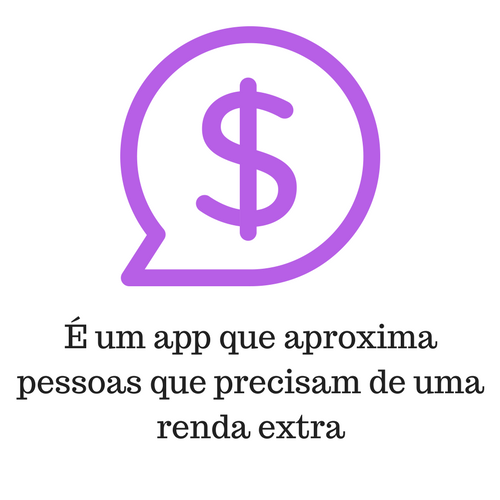 É um app que aproxima
pessoas que precisam de uma
renda extra